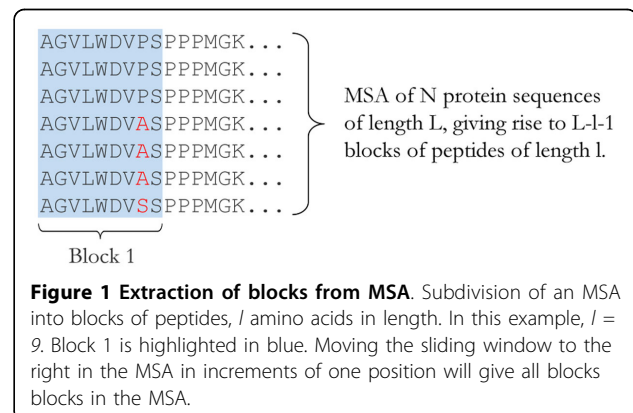 AGVLWDVPSPPPMGK...
AGVLWDVPSPPPMGK...
AGVLWDVPSPPPMGK...
AGVLWDVASPPPMGK...
AGVLWDVASPPPMGK...
AGVLWDVASPPPMGK...
AGVLWDVSSPPPMGK...
Block 1
MSA of N protein sequences
of length L, giving rise to L-l-1
blocks of peptides of length l.
Figure 1 Extraction of blocks from MSA. Subdivision of an MSA
into blocks of peptides, l amino acids in length. In this example, l =
9. Block 1 is highlighted in blue. Moving the sliding window to the
right in the MSA in increments of one position will give all blocks
blocks in the MSA.